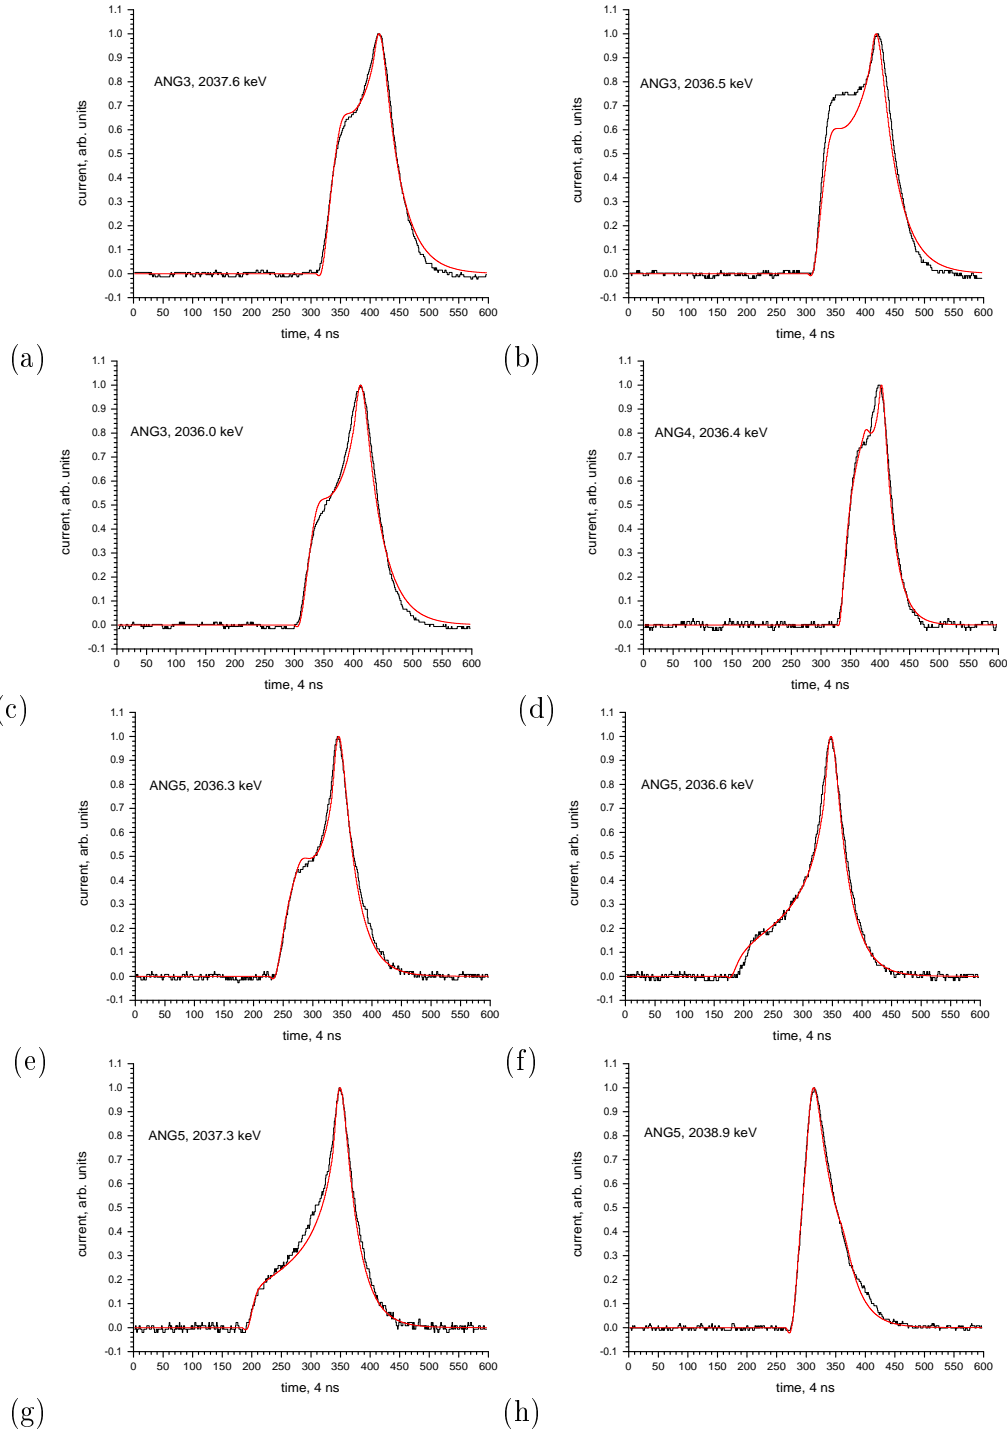 1.1
1.0
0.9
0.8
0.7
0.6
0.5
0.4
0.3
0.2
0.1
0.0
-0.1
current, arb. units
ANG3, 2037.6 keV
0 50 100 150 200 250 300 350 400 450 500 550 600
time, 4 ns
(a)
1.1
1.0
0.9
0.8
0.7
0.6
0.5
0.4
0.3
0.2
0.1
0.0
-0.1
current, arb. units
ANG3, 2036.5 keV
0 50 100 150 200 250 300 350 400 450 500 550 600
time, 4 ns
(b)
1.1
1.0
0.9
0.8
0.7
0.6
0.5
0.4
0.3
0.2
0.1
0.0
-0.1
current, arb. units
ANG3, 2036.0 keV
0 50 100 150 200 250 300 350 400 450 500 550 600
time, 4 ns
(c)
1.1
1.0
0.9
0.8
0.7
0.6
0.5
0.4
0.3
0.2
0.1
0.0
-0.1
current, arb. units
ANG4, 2036.4 keV
0 50 100 150 200 250 300 350 400 450 500 550 600
time, 4 ns
(d)
1.1
1.0
0.9
0.8
0.7
0.6
0.5
0.4
0.3
0.2
0.1
0.0
-0.1
current, arb. units
ANG5, 2036.3 keV
0 50 100 150 200 250 300 350 400 450 500 550 600
time, 4 ns
(e)
1.1
1.0
0.9
0.8
0.7
0.6
0.5
0.4
0.3
0.2
0.1
0.0
-0.1
current, arb. units
ANG5, 2036.6 keV
0 50 100 150 200 250 300 350 400 450 500 550 600
time, 4 ns
(f)
1.1
1.0
0.9
0.8
0.7
0.6
0.5
0.4
0.3
0.2
0.1
0.0
-0.1
current, arb. units
ANG5, 2037.3 keV
0 50 100 150 200 250 300 350 400 450 500 550 600
time, 4 ns
(g)
1.1
1.0
0.9
0.8
0.7
0.6
0.5
0.4
0.3
0.2
0.1
0.0
-0.1
current, arb. units
ANG5, 2038.9 keV
0 50 100 150 200 250 300 350 400 450 500 550 600
time, 4 ns
(h)